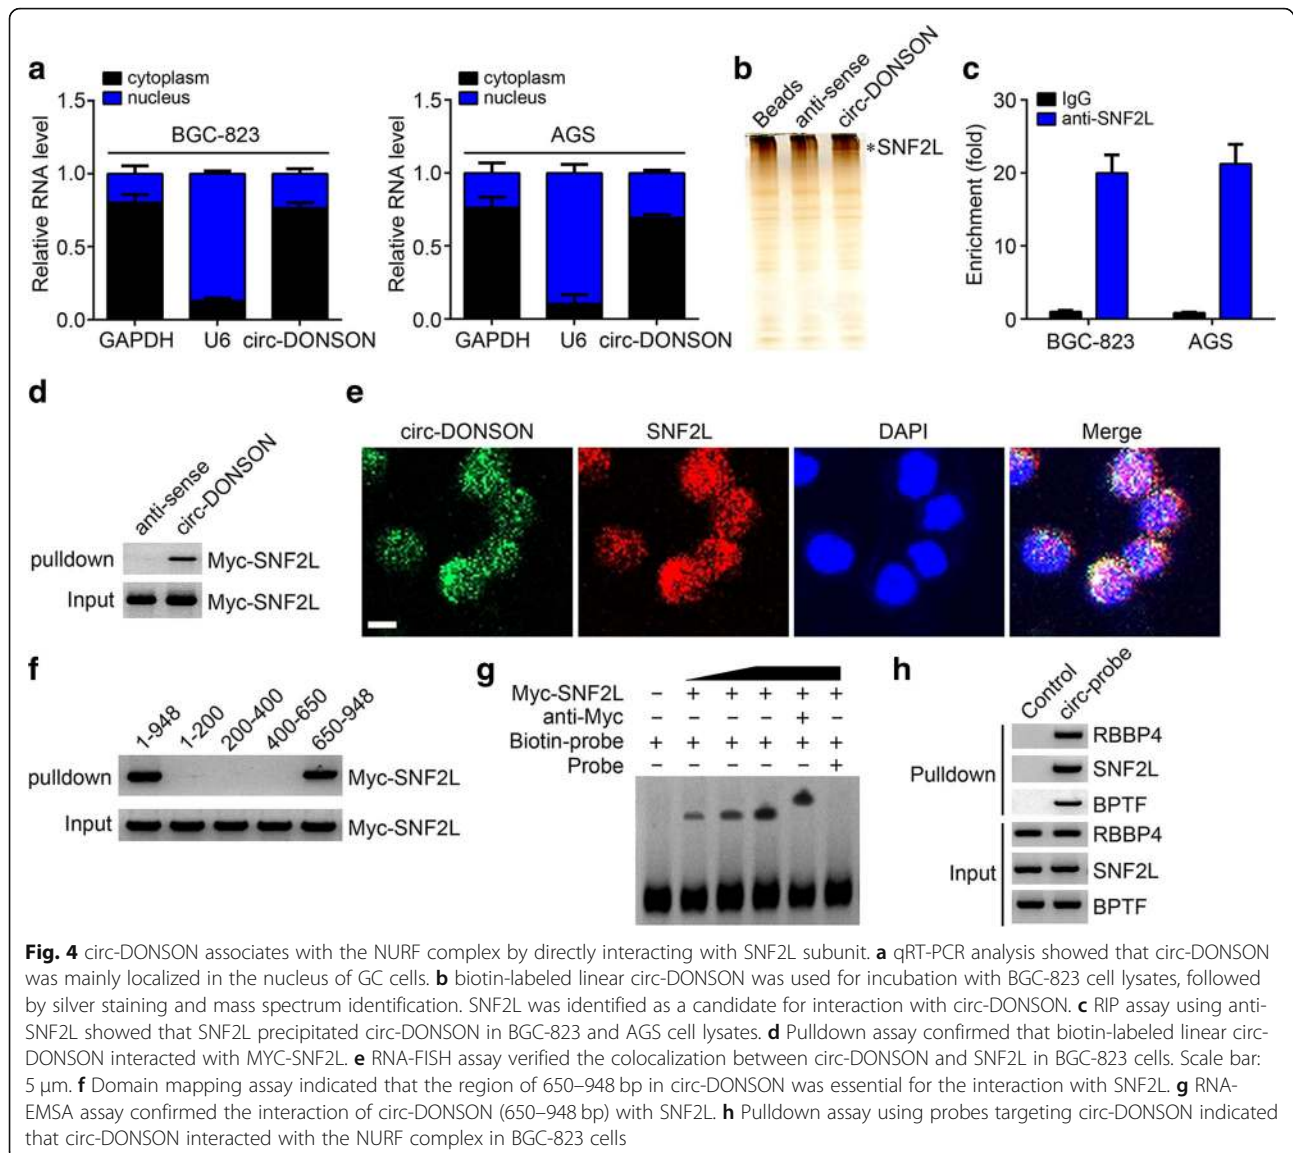 a
cytoplasm
nucleus
Relative RNA level
1.5
1.0
0.5
0.0
BGC-823
GAPDH U6 circ-DONSON
cytoplasm
nucleus
Relative RNA level
1.5
1.0
0.5
0.0
AGS
GAPDH U6 circ-DONSON
b
Beads
anti-sense
circ-DONSON
*SNF2L
c
IgG
anti-SNF2L
Enrichment (fold)
30
20
10
0
BGC-823 AGS
d
anti-sense
circ-DONSON
pulldown Myc-SNF2L
Input Myc-SNF2L
e
circ-DONSON SNF2L DAPI Merge
f
1-948
1-200
200-400
400-650
650-948
pulldown Myc-SNF2L
Input Myc-SNF2L
g
Myc-SNF2L − + + + + +
anti-Myc − − − − + −
Biotin-probe + + + + + +
Probe − − − − − +
h
Control
circ-probe
Pulldown
RBBP4
SNF2L
BPTF
Input
RBBP4
SNF2L
BPTF
Fig. 4 circ-DONSON associates with the NURF complex by directly interacting with SNF2L subunit. a qRT-PCR analysis showed that circ-DONSON
was mainly localized in the nucleus of GC cells. b biotin-labeled linear circ-DONSON was used for incubation with BGC-823 cell lysates, followed
by silver staining and mass spectrum identification. SNF2L was identified as a candidate for interaction with circ-DONSON. c RIP assay using anti-
SNF2L showed that SNF2L precipitated circ-DONSON in BGC-823 and AGS cell lysates. d Pulldown assay confirmed that biotin-labeled linear circ-
DONSON interacted with MYC-SNF2L. e RNA-FISH assay verified the colocalization between circ-DONSON and SNF2L in BGC-823 cells. Scale bar:
5 μm. f Domain mapping assay indicated that the region of 650–948 bp in circ-DONSON was essential for the interaction with SNF2L. g RNA-
EMSA assay confirmed the interaction of circ-DONSON (650–948 bp) with SNF2L. h Pulldown assay using probes targeting circ-DONSON indicated
that circ-DONSON interacted with the NURF complex in BGC-823 cells